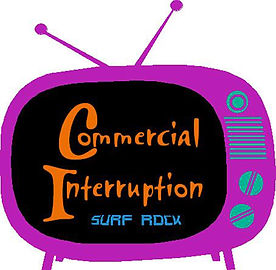 Commercial
Interruption
SURF ROCK